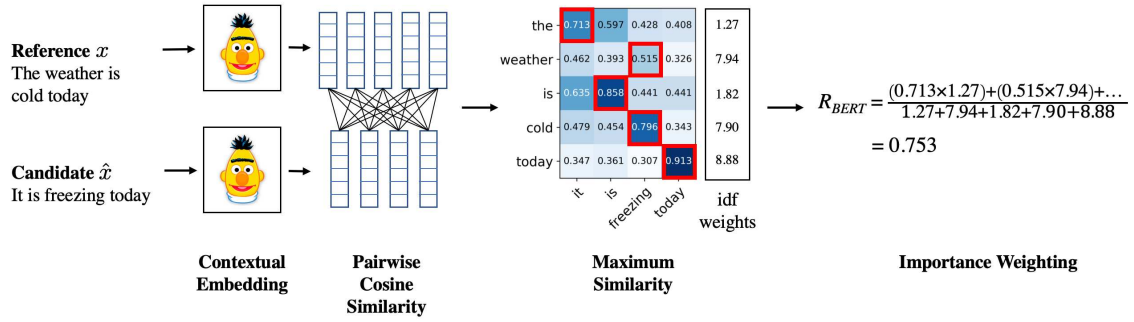 Reference x
The weather is
cold today
Candidate x̂
It is freezing today
Contextual
Embedding
Pairwise
Cosine
Similarity
the 0.713 0.597 0.428 0.408 1.27
weather 0.462 0.393 0.515 0.326 7.94
is 0.635 0.858 0.441 0.441 1.82
cold 0.479 0.454 0.796 0.343 7.90
today 0.347 0.361 0.307 0.913 8.88
it is freezing today
idf
weights
Maximum
Similarity
R_BERT = (0.713×1.27)+(0.515×7.94)+... / 1.27+7.94+1.82+7.90+8.88
= 0.753
Importance Weighting